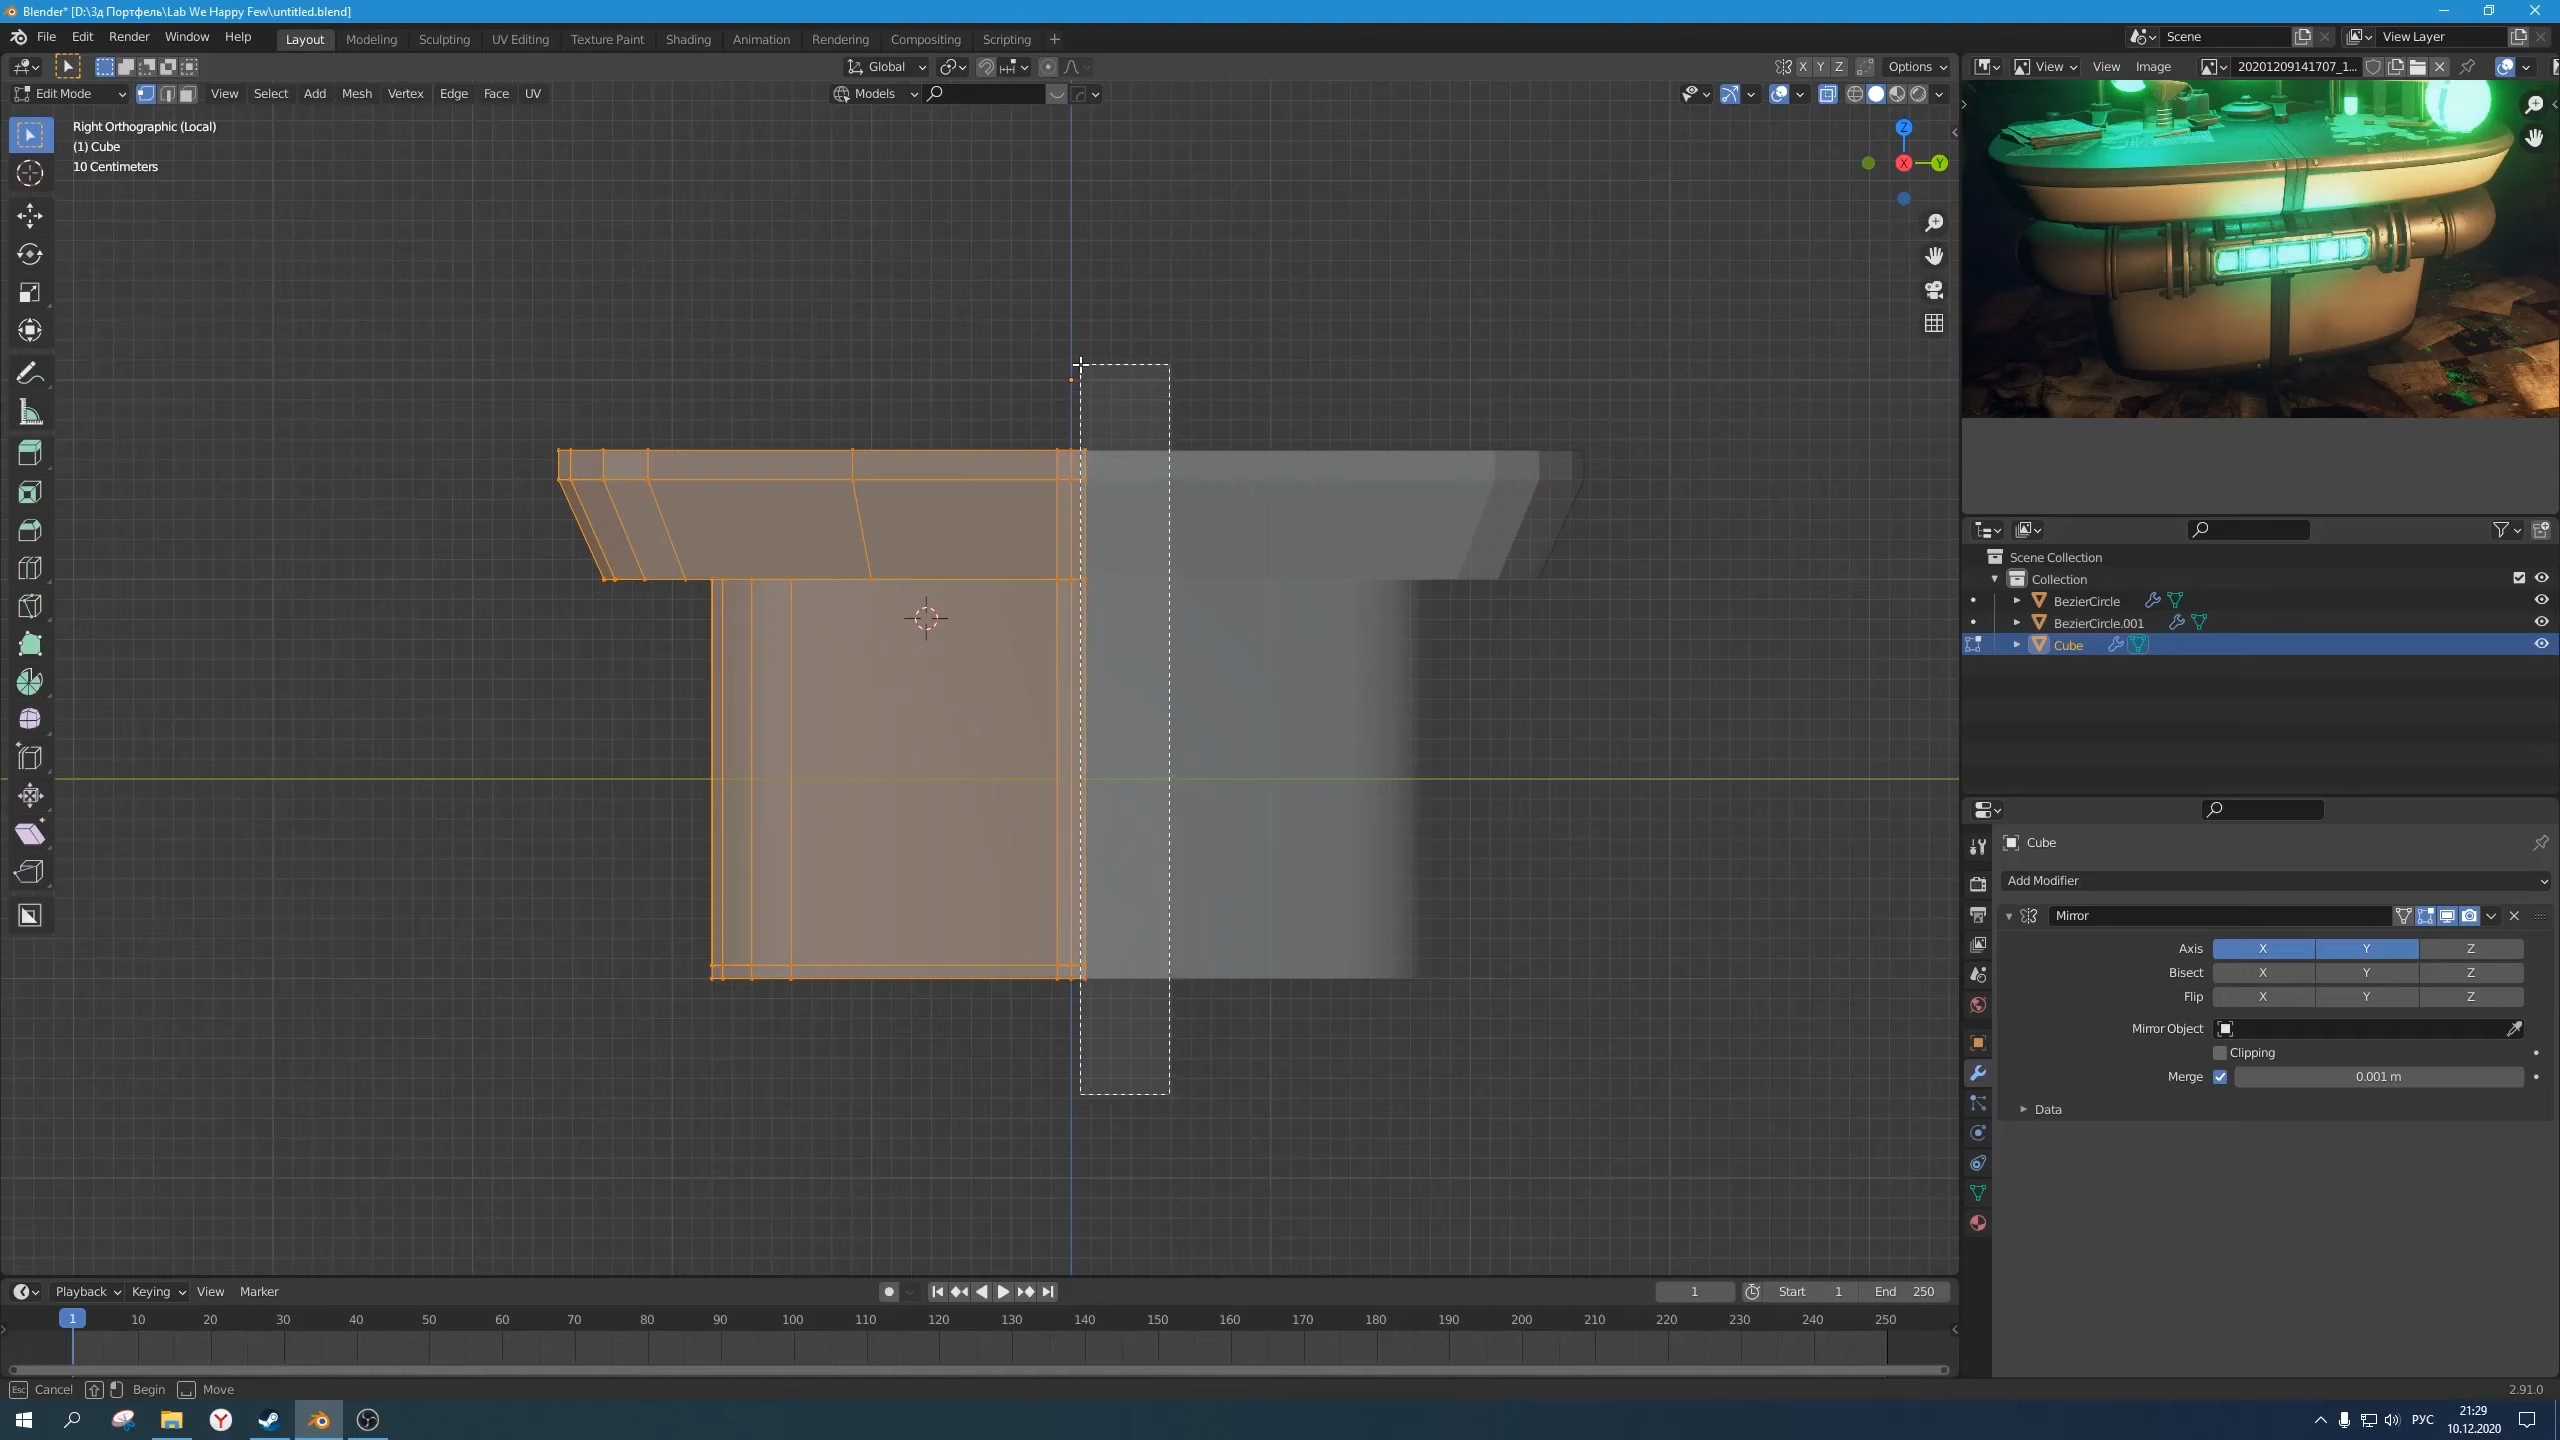 Blender* [D:\3д Портфель\Lab We Happy Few\untitled.blend]
File Edit Render Window Help Layout Modeling Sculpting UV Editing Texture Paint Shading Animation Rendering Compositing Scripting + Scene View Layer
Global X Y Z Options View View Image 20201209141707_1...
Edit Mode View Select Add Mesh Vertex Edge Face UV Models
Right Orthographic (Local)
(1) Cube
10 Centimeters
Z
X Y
Scene Collection
Collection
BezierCircle
BezierCircle.001
Cube
Cube
Add Modifier
Mirror
Axis X Y Z
Bisect X Y Z
Flip X Y Z
Mirror Object
Clipping
Merge 0.001 m
Data
Playback Keying View Marker 1 Start 1 End 250
1 10 20 30 40 50 60 70 80 90 100 110 120 130 140 150 160 170 180 190 200 210 220 230 240 250
Esc Cancel Begin Move 2.91.0
РУС 21:29
10.12.2020